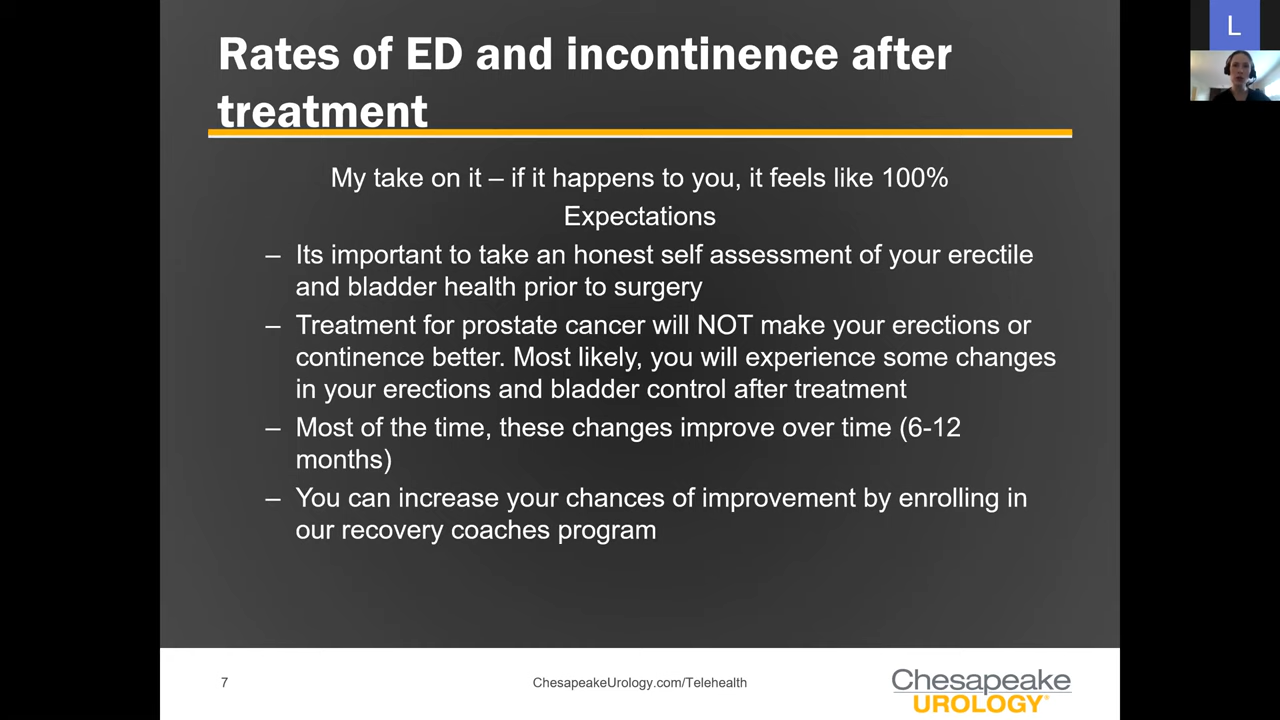 L
Rates of ED and incontinence after
treatment
My take on it – if it happens to you, it feels like 100%
Expectations
– Its important to take an honest self assessment of your erectile
and bladder health prior to surgery
– Treatment for prostate cancer will NOT make your erections or
continence better. Most likely, you will experience some changes
in your erections and bladder control after treatment
– Most of the time, these changes improve over time (6-12
months)
– You can increase your chances of improvement by enrolling in
our recovery coaches program
7
ChesapeakeUrology.com/Telehealth
Chesapeake
UROLOGY®